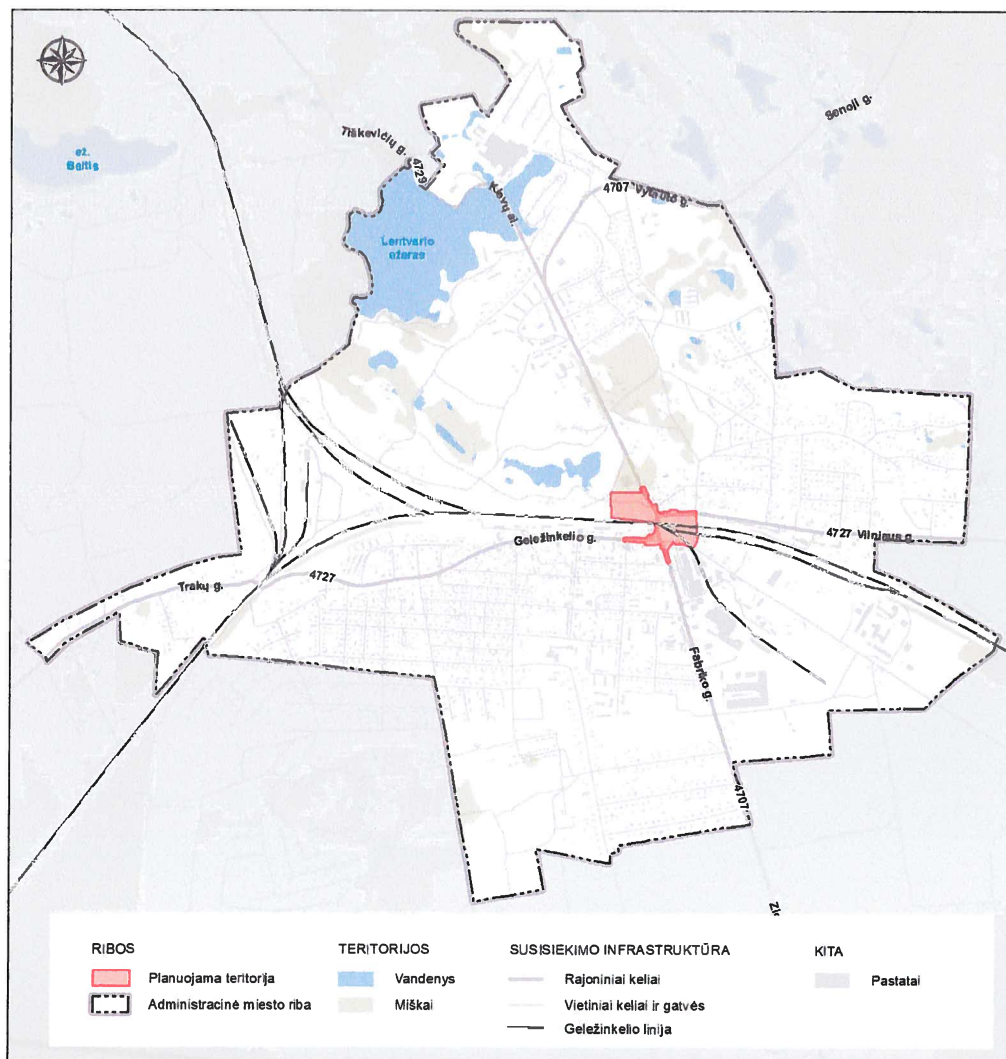 Senoji g.
Tiškevičių g.
4729
ež.
Baltis
Klevų al.
4707 Vytauto g.
Lentvario
ežeras
4727 Vilniaus g.
Geležinkelio g.
4727
Trakų g.
Fabriko g.
4707
RIBOS
Planuojama teritorija
Administracinė miesto riba
TERITORIJOS
Vandenys
Miškai
SUSISIEKIMO INFRASTRUKTŪRA
Rajoniniai keliai
Vietiniai keliai ir gatvės
Geležinkelio linija
KITA
Pastatai